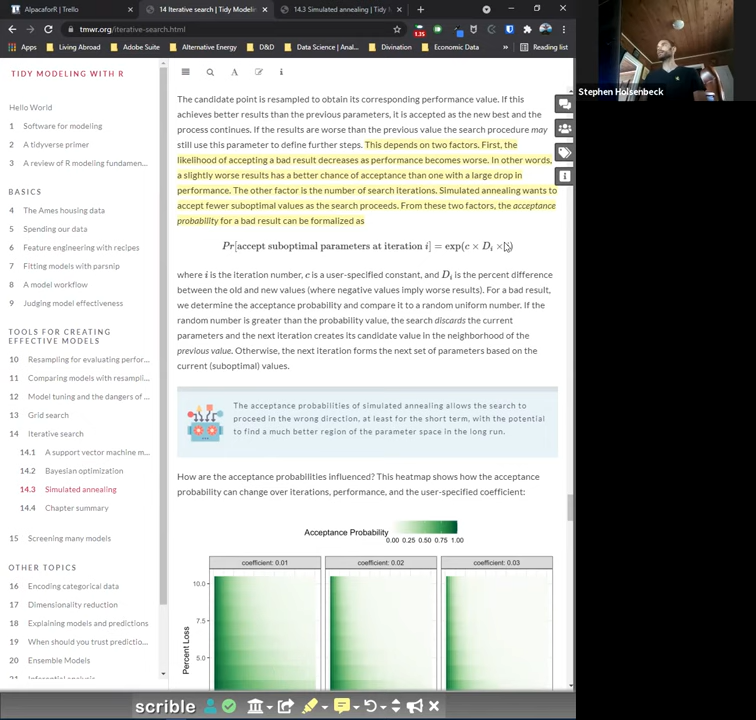 AlpacaforR | Trello
14 Iterative search | Tidy Modelin
14.3 Simulated annealing | Tidy
tmwr.org/iterative-search.html
1.35
Apps
Living Abroad
Adobe Suite
Alternative Energy
D&D
Data Science | Anal...
Divination
Economic Data
»
Reading list
TIDY MODELING WITH R
Hello World
1 Software for modeling
2 A tidyverse primer
3 A review of R modeling fundamen...
BASICS
4 The Ames housing data
5 Spending our data
6 Feature engineering with recipes
7 Fitting models with parsnip
8 A model workflow
9 Judging model effectiveness
TOOLS FOR CREATING
EFFECTIVE MODELS
10 Resampling for evaluating perfor...
11 Comparing models with resampli...
12 Model tuning and the dangers of ...
13 Grid search
14 Iterative search
14.1 A support vector machine m...
14.2 Bayesian optimization
14.3 Simulated annealing
14.4 Chapter summary
15 Screening many models
OTHER TOPICS
16 Encoding categorical data
17 Dimensionality reduction
18 Explaining models and predictions
19 When should you trust predictio...
20 Ensemble Models
21 Inferential analysis
The candidate point is resampled to obtain its corresponding performance value. If this
achieves better results than the previous parameters, it is accepted as the new best and the
process continues. If the results are worse than the previous value the search procedure may
still use this parameter to define further steps. This depends on two factors. First, the
likelihood of accepting a bad result decreases as performance becomes worse. In other words,
a slightly worse results has a better chance of acceptance than one with a large drop in
performance. The other factor is the number of search iterations. Simulated annealing wants to
accept fewer suboptimal values as the search proceeds. From these two factors, the acceptance
probability for a bad result can be formalized as
Pr[accept suboptimal parameters at iteration i] = exp(c × Di × )
where i is the iteration number, c is a user-specified constant, and Di is the percent difference
between the old and new values (where negative values imply worse results). For a bad result,
we determine the acceptance probability and compare it to a random uniform number. If the
random number is greater than the probability value, the search discards the current
parameters and the next iteration creates its candidate value in the neighborhood of the
previous value. Otherwise, the next iteration forms the next set of parameters based on the
current (suboptimal) values.
The acceptance probabilities of simulated annealing allows the search to
proceed in the wrong direction, at least for the short term, with the potential
to find a much better region of the parameter space in the long run.
How are the acceptance probabilities influenced? This heatmap shows how the acceptance
probability can change over iterations, performance, and the user-specified coefficient:
Acceptance Probability
0.00 0.25 0.50 0.75 1.00
coefficient: 0.01
coefficient: 0.02
coefficient: 0.03
10.0
7.5
5.0
Percent Loss
scrible
Stephen Holsenbeck